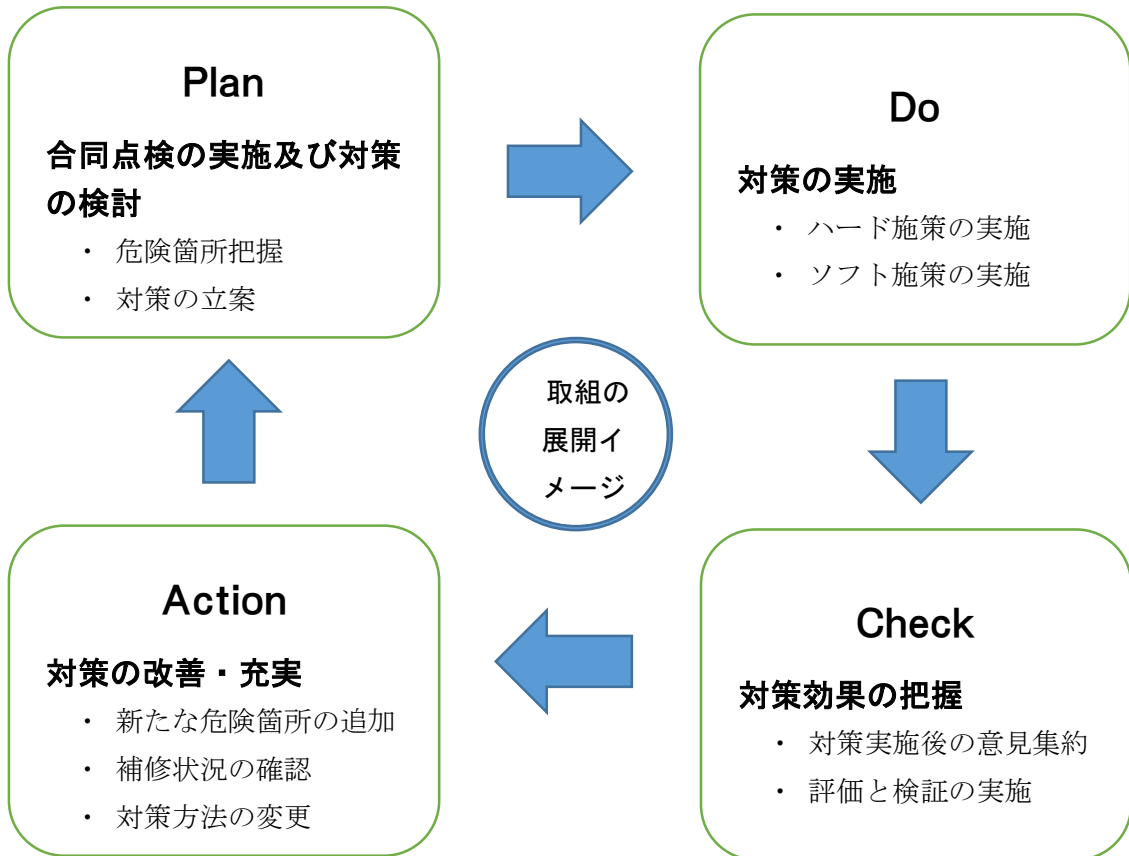 Plan
合同点検の実施及び対策
の検討
・ 危険箇所把握
・ 対策の立案
Do
対策の実施
・ ハード施策の実施
・ ソフト施策の実施
取組の
展開イ
メージ
Action
対策の改善・充実
・ 新たな危険箇所の追加
・ 補修状況の確認
・ 対策方法の変更
Check
対策効果の把握
・ 対策実施後の意見集約
・ 評価と検証の実施